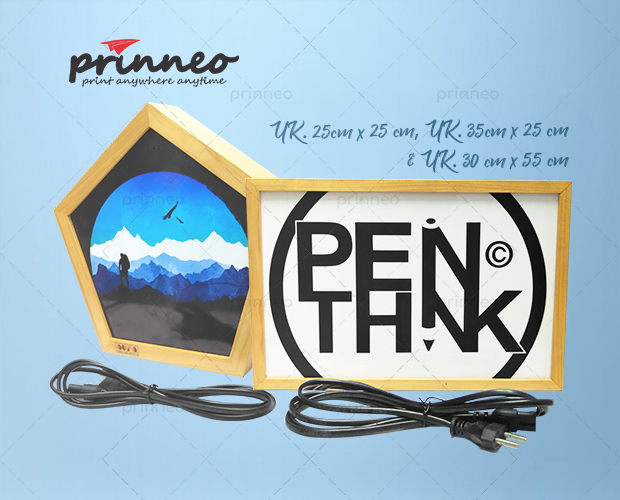 prinneo
print anywhere anytime
UK. 25cm x 25 cm, UK. 35cm x 25 cm
& UK. 30 cm x 55 cm
PEN ©
THINK